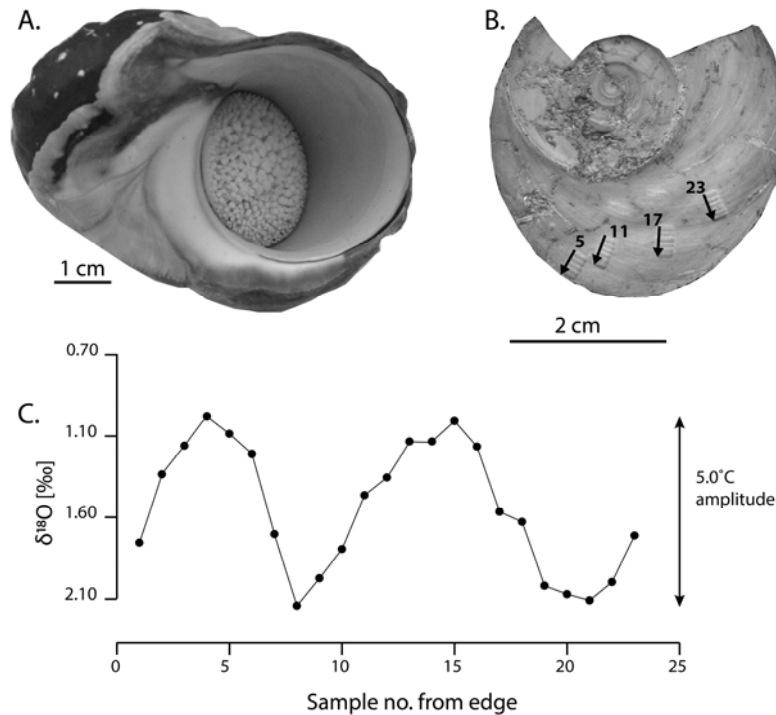 A.
B.
1 cm
5
11
17
23
2 cm
C.
0.70
1.10
1.60
2.10
δ¹⁸O [‰]
5.0˚C
amplitude
0
5
10
15
20
25
Sample no. from edge